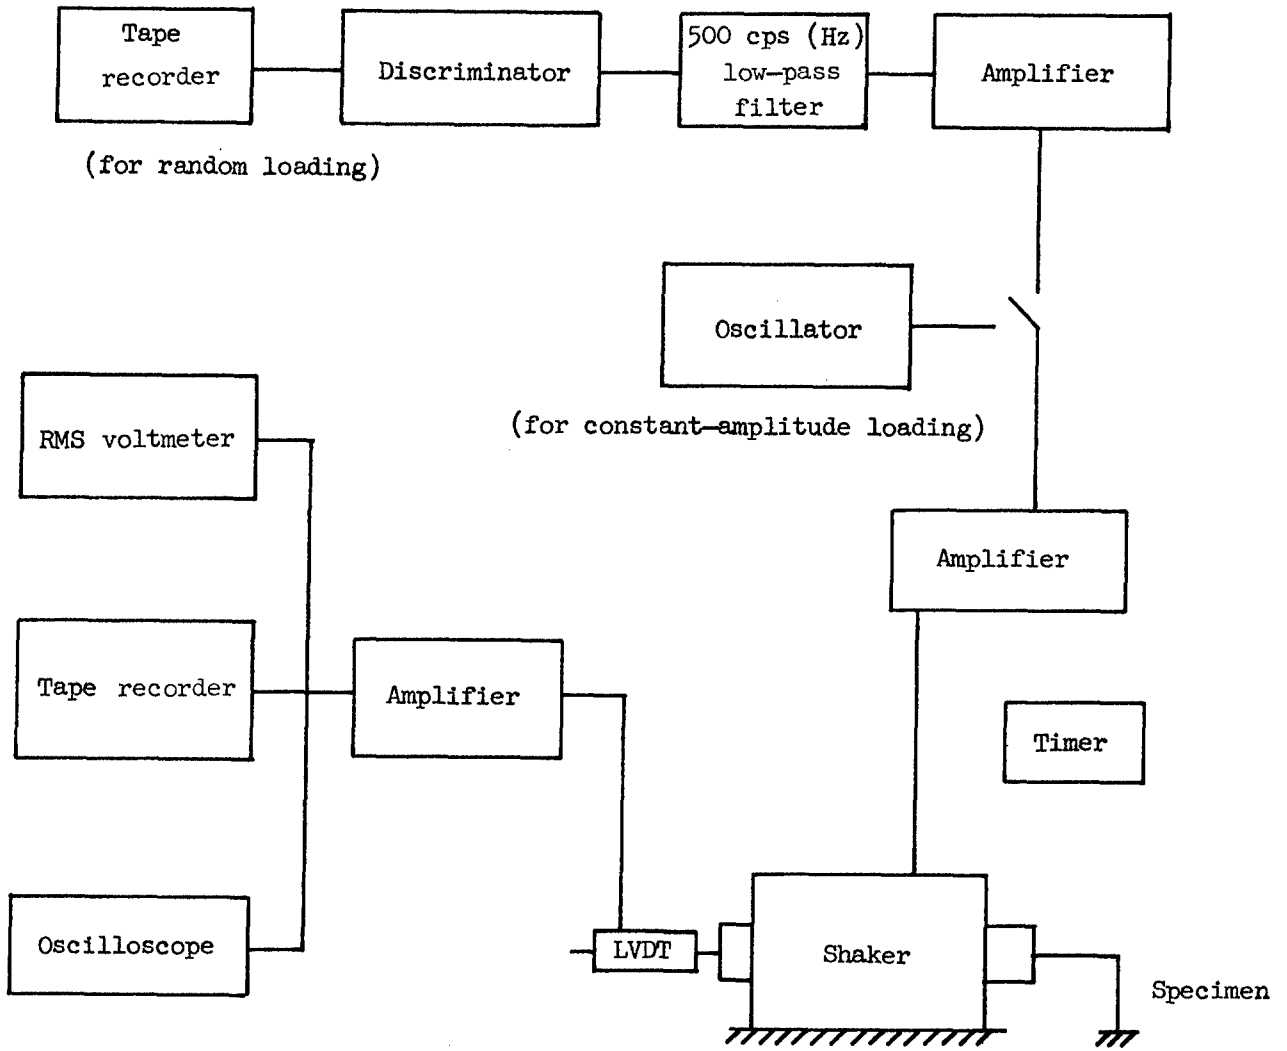 Tape
recorder
Discriminator
500 cps (Hz)
low-pass
filter
Amplifier
(for random loading)
Oscillator
(for constant-amplitude loading)
RMS voltmeter
Amplifier
Tape recorder
Amplifier
Timer
Oscilloscope
LVDT
Shaker
Specimen